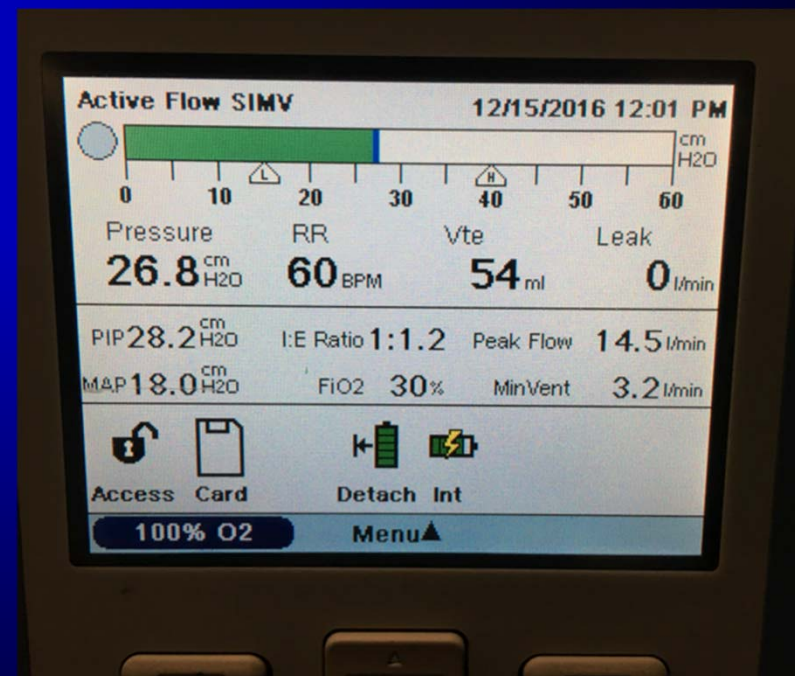 Active Flow SIMV 12/15/2016 12:01 PM
cm
H2O
L H
0 10 20 30 40 50 60
Pressure RR Vte Leak
26.8 cm H2O 60 BPM 54 ml 0 l/min
PIP 28.2 cm H2O I:E Ratio 1:1.2 Peak Flow 14.5 l/min
MAP 18.0 cm H2O FiO2 30% MinVent 3.2 l/min
Access Card Detach Int
100% O2 Menu